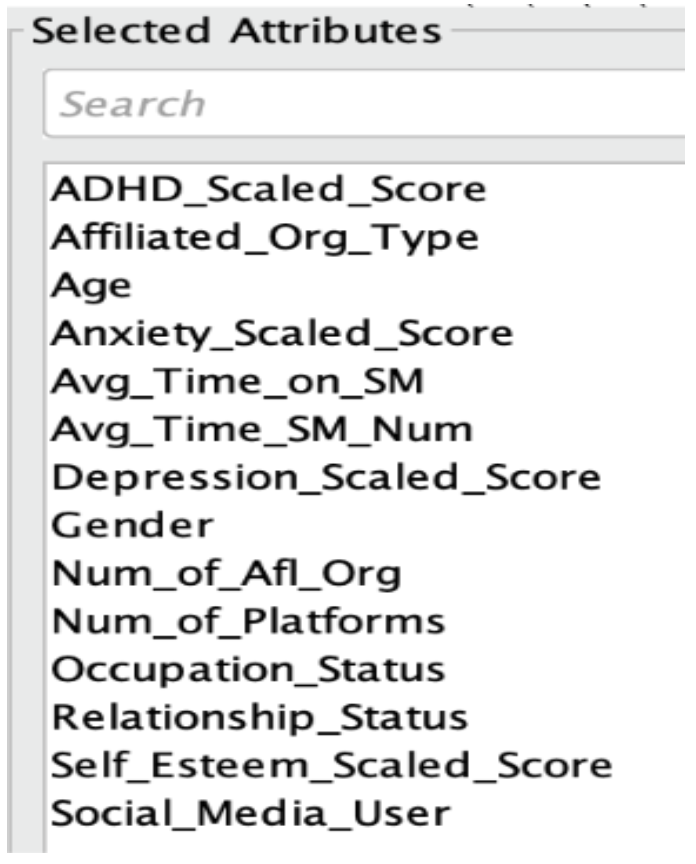 Selected Attributes
Search
ADHD_Scaled_Score
Affiliated_Org_Type
Age
Anxiety_Scaled_Score
Avg_Time_on_SM
Avg_Time_SM_Num
Depression_Scaled_Score
Gender
Num_of_Afl_Org
Num_of_Platforms
Occupation_Status
Relationship_Status
Self_Esteem_Scaled_Score
Social_Media_User